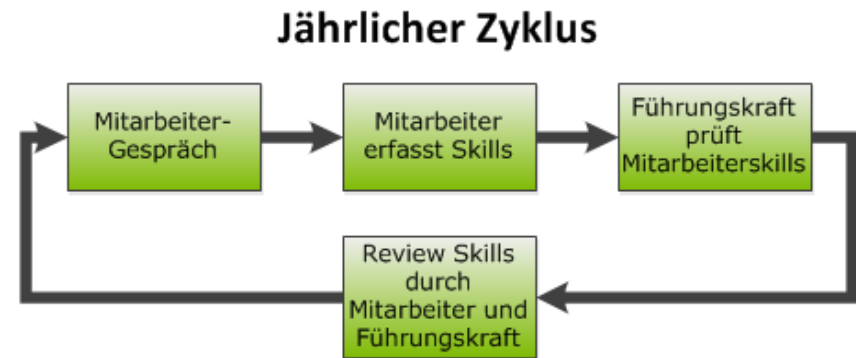 Jährlicher Zyklus
Mitarbeiter-
Gespräch
Mitarbeiter
erfasst Skills
Führungskraft
prüft
Mitarbeiterskills
Review Skills
durch
Mitarbeiter und
Führungskraft